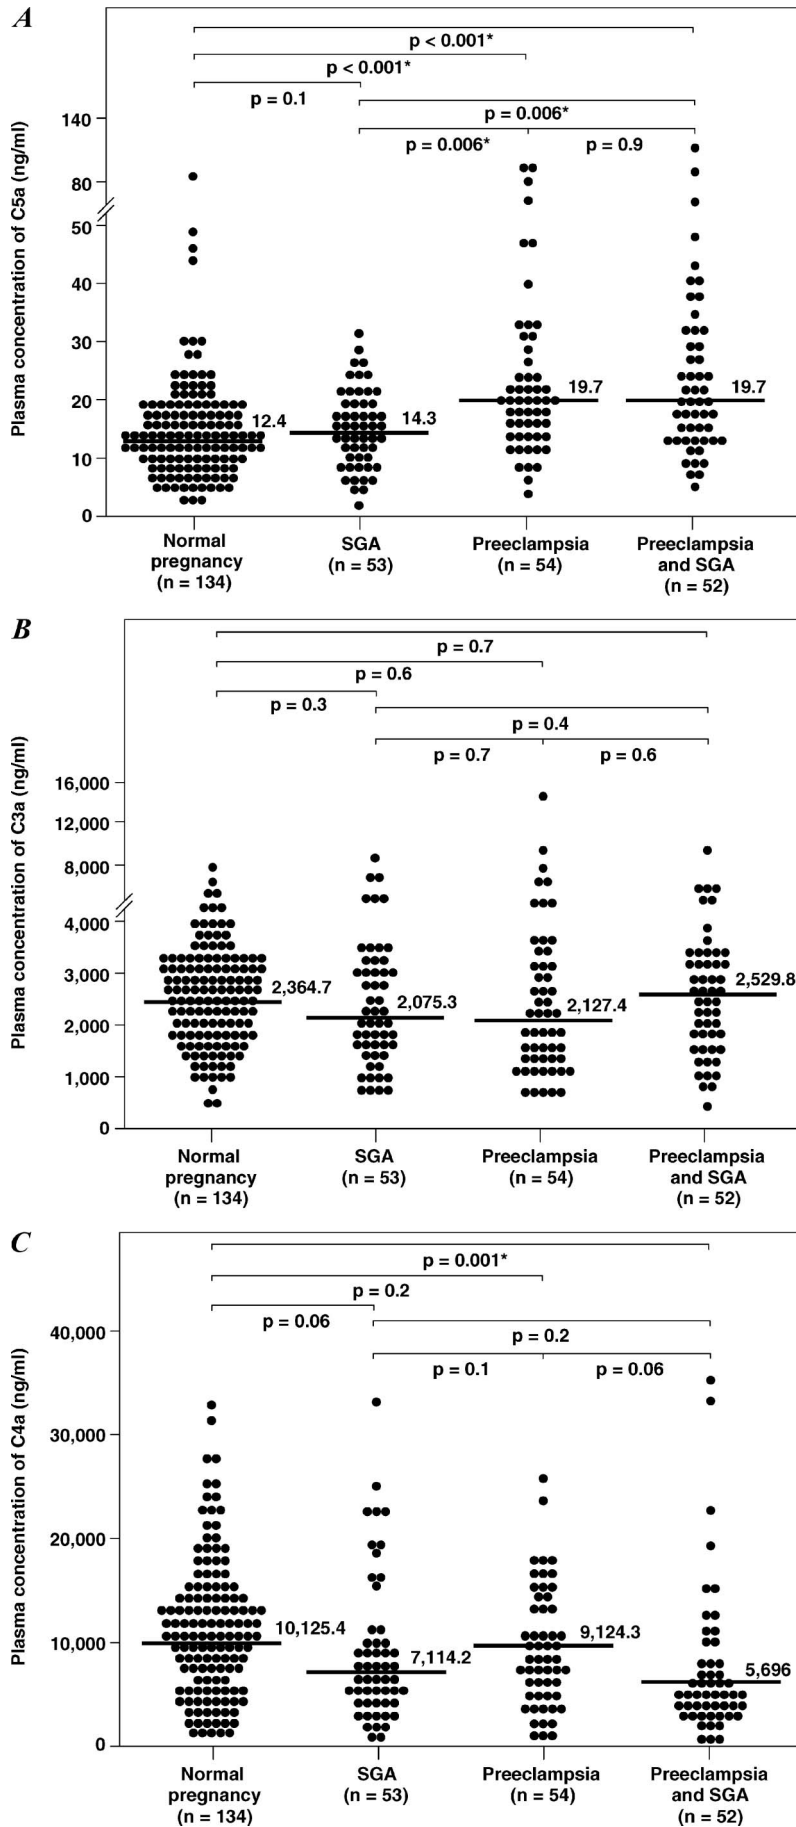 A
p < 0.001*
p < 0.001*
p = 0.1
p = 0.006*
p = 0.006*
p = 0.9
Plasma concentration of C5a (ng/ml)
140
80
50
40
30
20
10
0
12.4
14.3
19.7
19.7
Normal
pregnancy
(n = 134)
SGA
(n = 53)
Preeclampsia
(n = 54)
Preeclampsia
and SGA
(n = 52)
B
p = 0.7
p = 0.6
p = 0.3
p = 0.4
p = 0.7
p = 0.6
Plasma concentration of C3a (ng/ml)
16,000
12,000
8,000
4,000
3,000
2,000
1,000
0
2,364.7
2,075.3
2,127.4
2,529.8
Normal
pregnancy
(n = 134)
SGA
(n = 53)
Preeclampsia
(n = 54)
Preeclampsia
and SGA
(n = 52)
C
p = 0.001*
p = 0.2
p = 0.06
p = 0.2
p = 0.1
p = 0.06
Plasma concentration of C4a (ng/ml)
40,000
30,000
20,000
10,000
0
10,125.4
7,114.2
9,124.3
5,696
Normal
pregnancy
(n = 134)
SGA
(n = 53)
Preeclampsia
(n = 54)
Preeclampsia
and SGA
(n = 52)